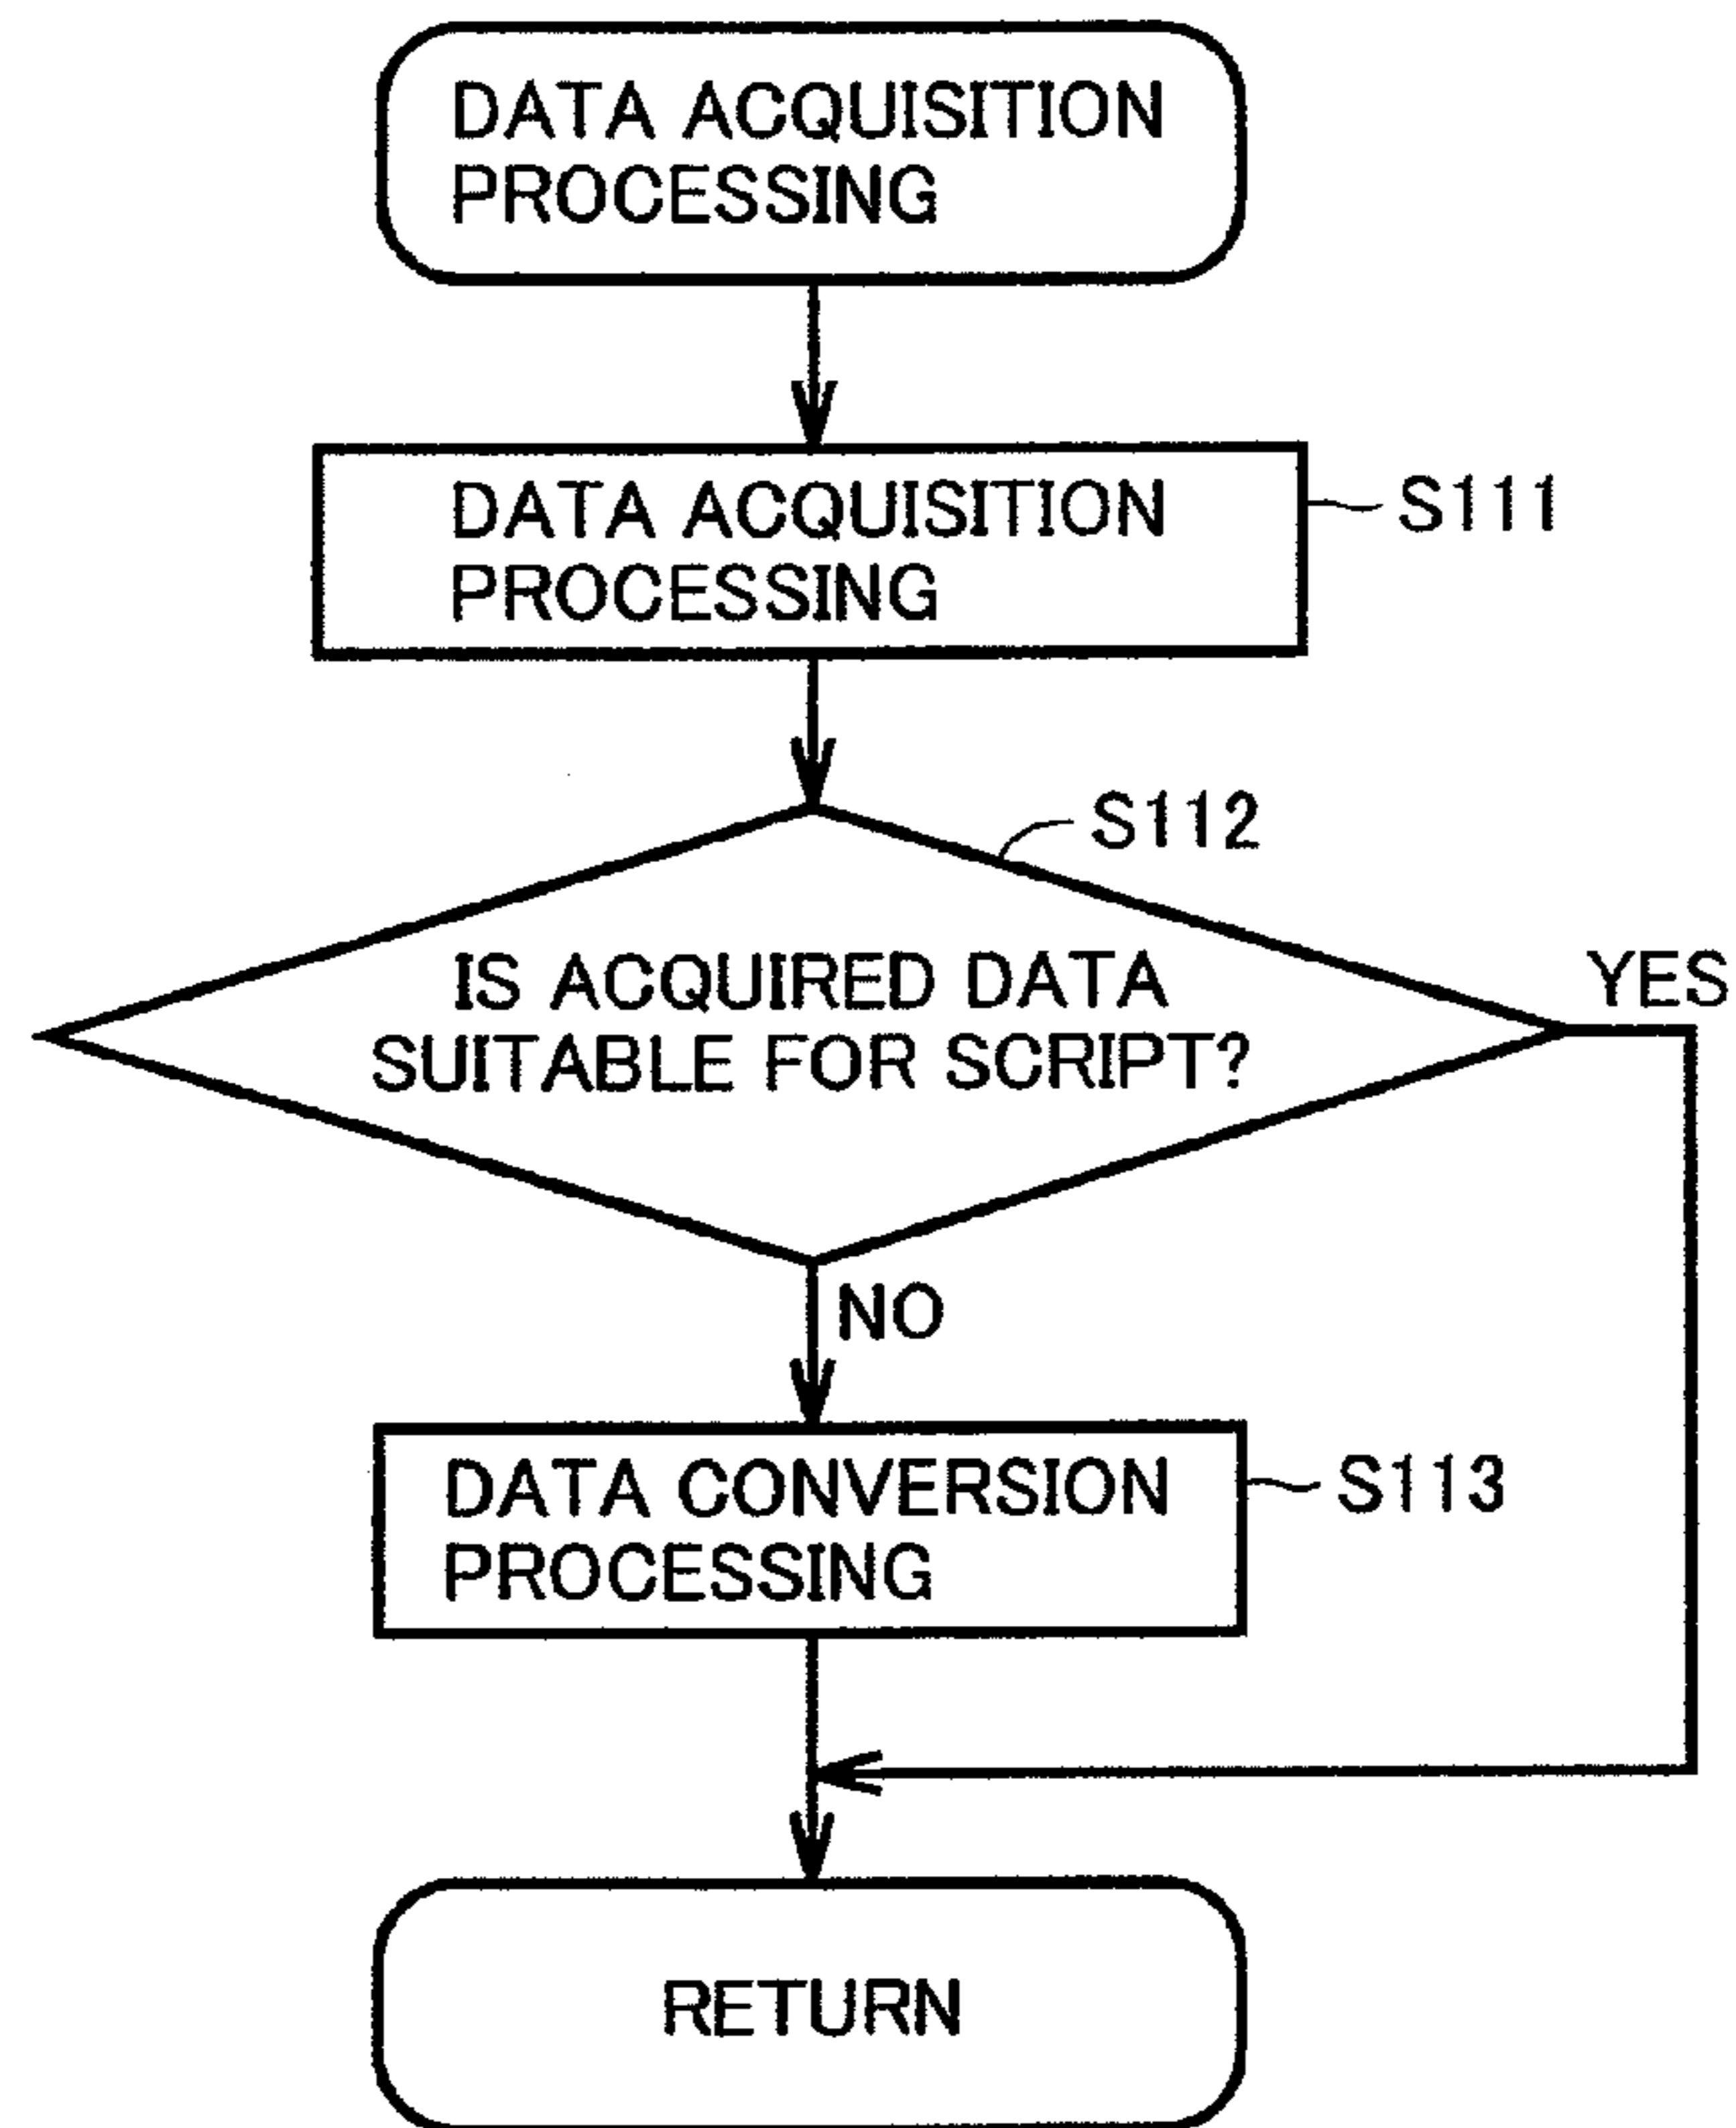 DATA ACQUISITION
PROCESSING
DATA ACQUISITION
PROCESSING
S111
S112
IS ACQUIRED DATA
SUITABLE FOR SCRIPT?
YES
NO
DATA CONVERSION
PROCESSING
S113
RETURN